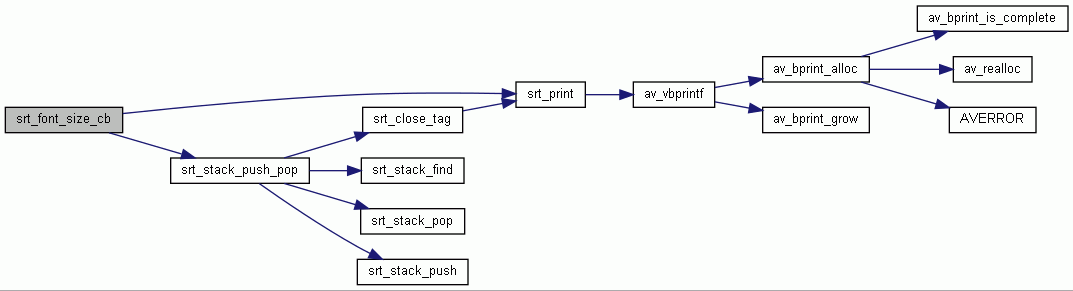 av_bprint_is_complete
av_bprint_alloc
av_realloc
srt_print
av_vbprintf
srt_font_size_cb
srt_close_tag
av_bprint_grow
AVERROR
srt_stack_push_pop
srt_stack_find
srt_stack_pop
srt_stack_push